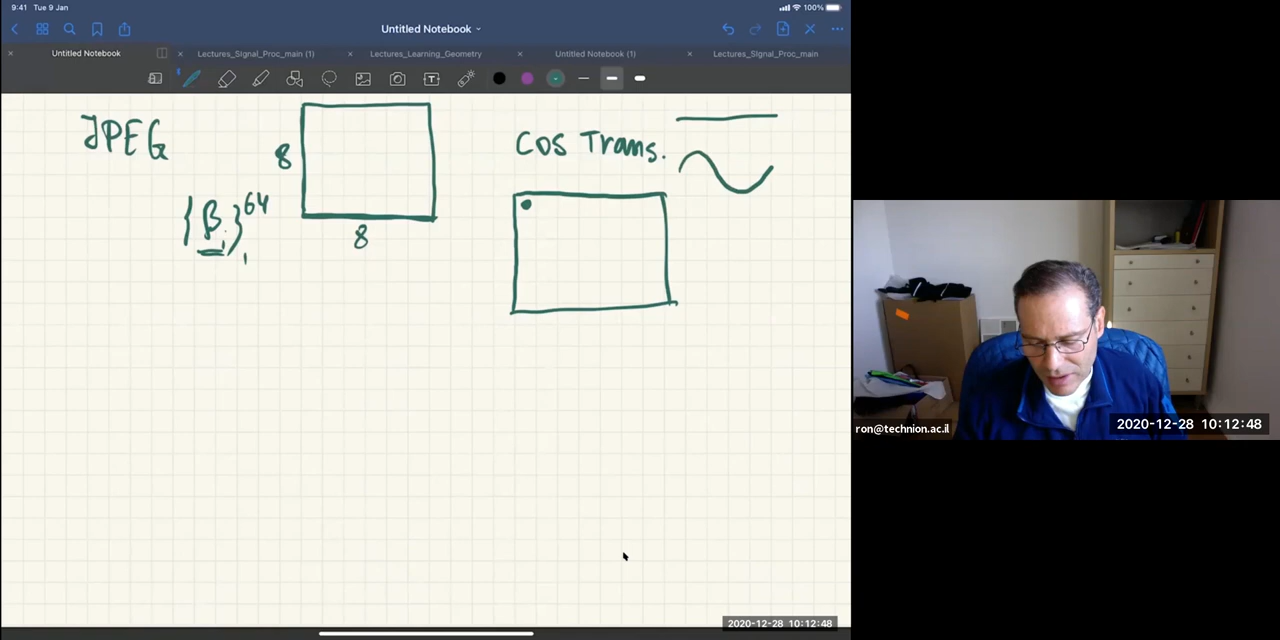 9:41 Tue 9 Jan
100%
Untitled Notebook
Untitled Notebook
Lectures_Signal_Proc_main (1)
Lectures_Learning_Geometry
Untitled Notebook (1)
Lectures_Signal_Proc_main
JPEG
8
8
{β_i}_1^64
Cos Trans.
ron@technion.ac.il
2020-12-28 10:12:48
2020-12-28 10:12:48